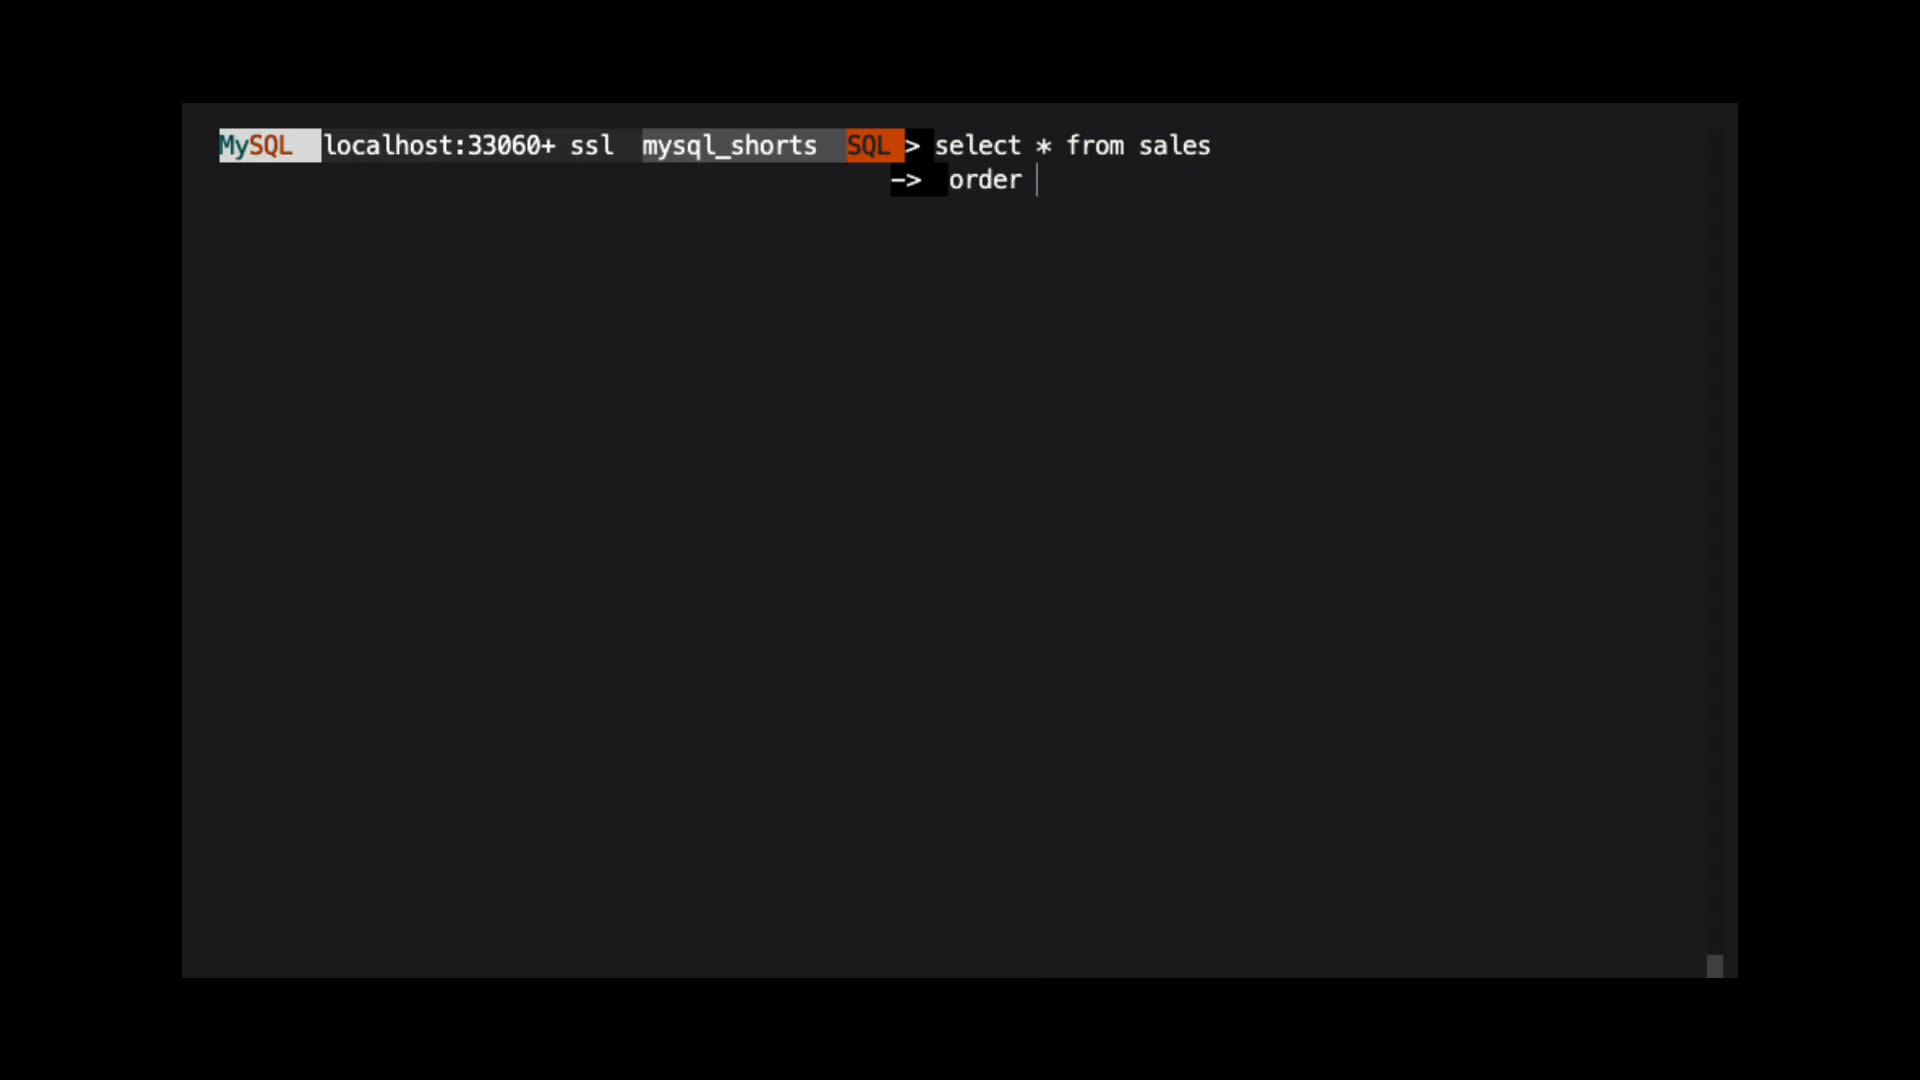 MySQL localhost:33060+ ssl mysql_shorts SQL > select * from sales
-> order